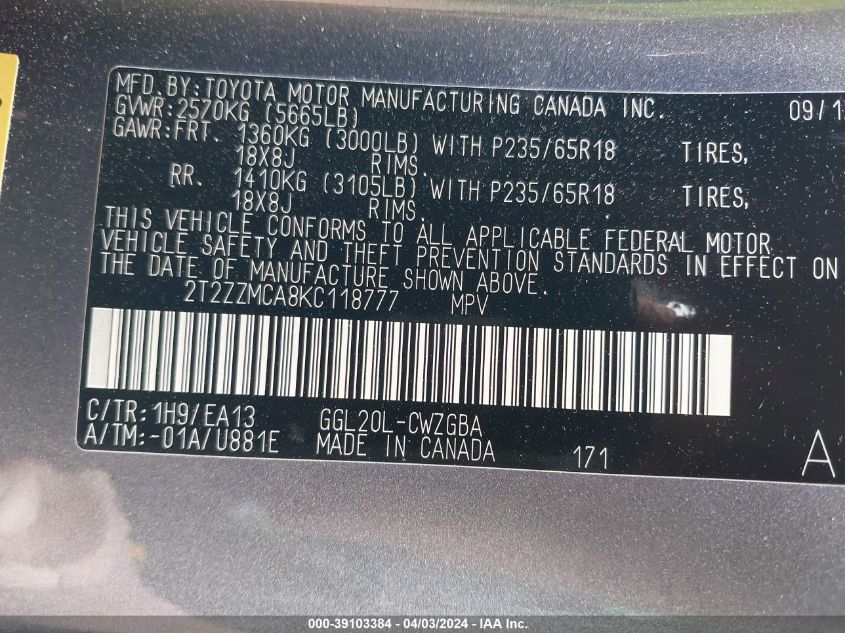 MFD.BY:TOYOTA MOTOR MANUFACTURING CANADA INC. 09/1
GVWR:2570KG (5665LB)
GAWR:FRT. 1360KG (3000LB) WITH P235/65R18 TIRES,
18X8J RIMS.
RR. 1410KG (3105LB) WITH P235/65R18 TIRES,
18X8J RIMS.
THIS VEHICLE CONFORMS TO ALL APPLICABLE FEDERAL MOTOR
VEHICLE SAFETY AND THEFT PREVENTION STANDARDS IN EFFECT ON
THE DATE OF MANUFACTURE SHOWN ABOVE.
2T2ZZMCA8KC118777 MPV
C/TR:1H9/EA13 GGL20L-CWZGBA
A/TM:-01A/U881E MADE IN CANADA 171 A
000-39103384 - 04/03/2024 - IAA Inc.